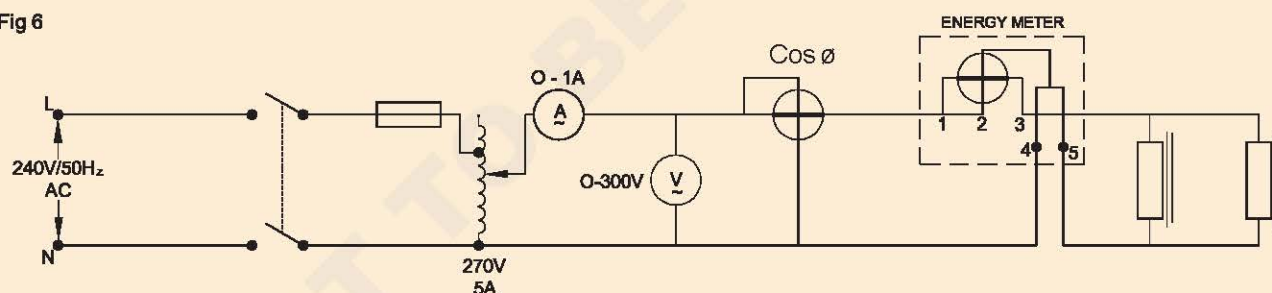 Fig 6
ENERGY METER
Cos ø
O - 1A
L
A
~
1 2 3
240V/50Hz
AC
O-300V
V
~
4 5
N
270V
5A